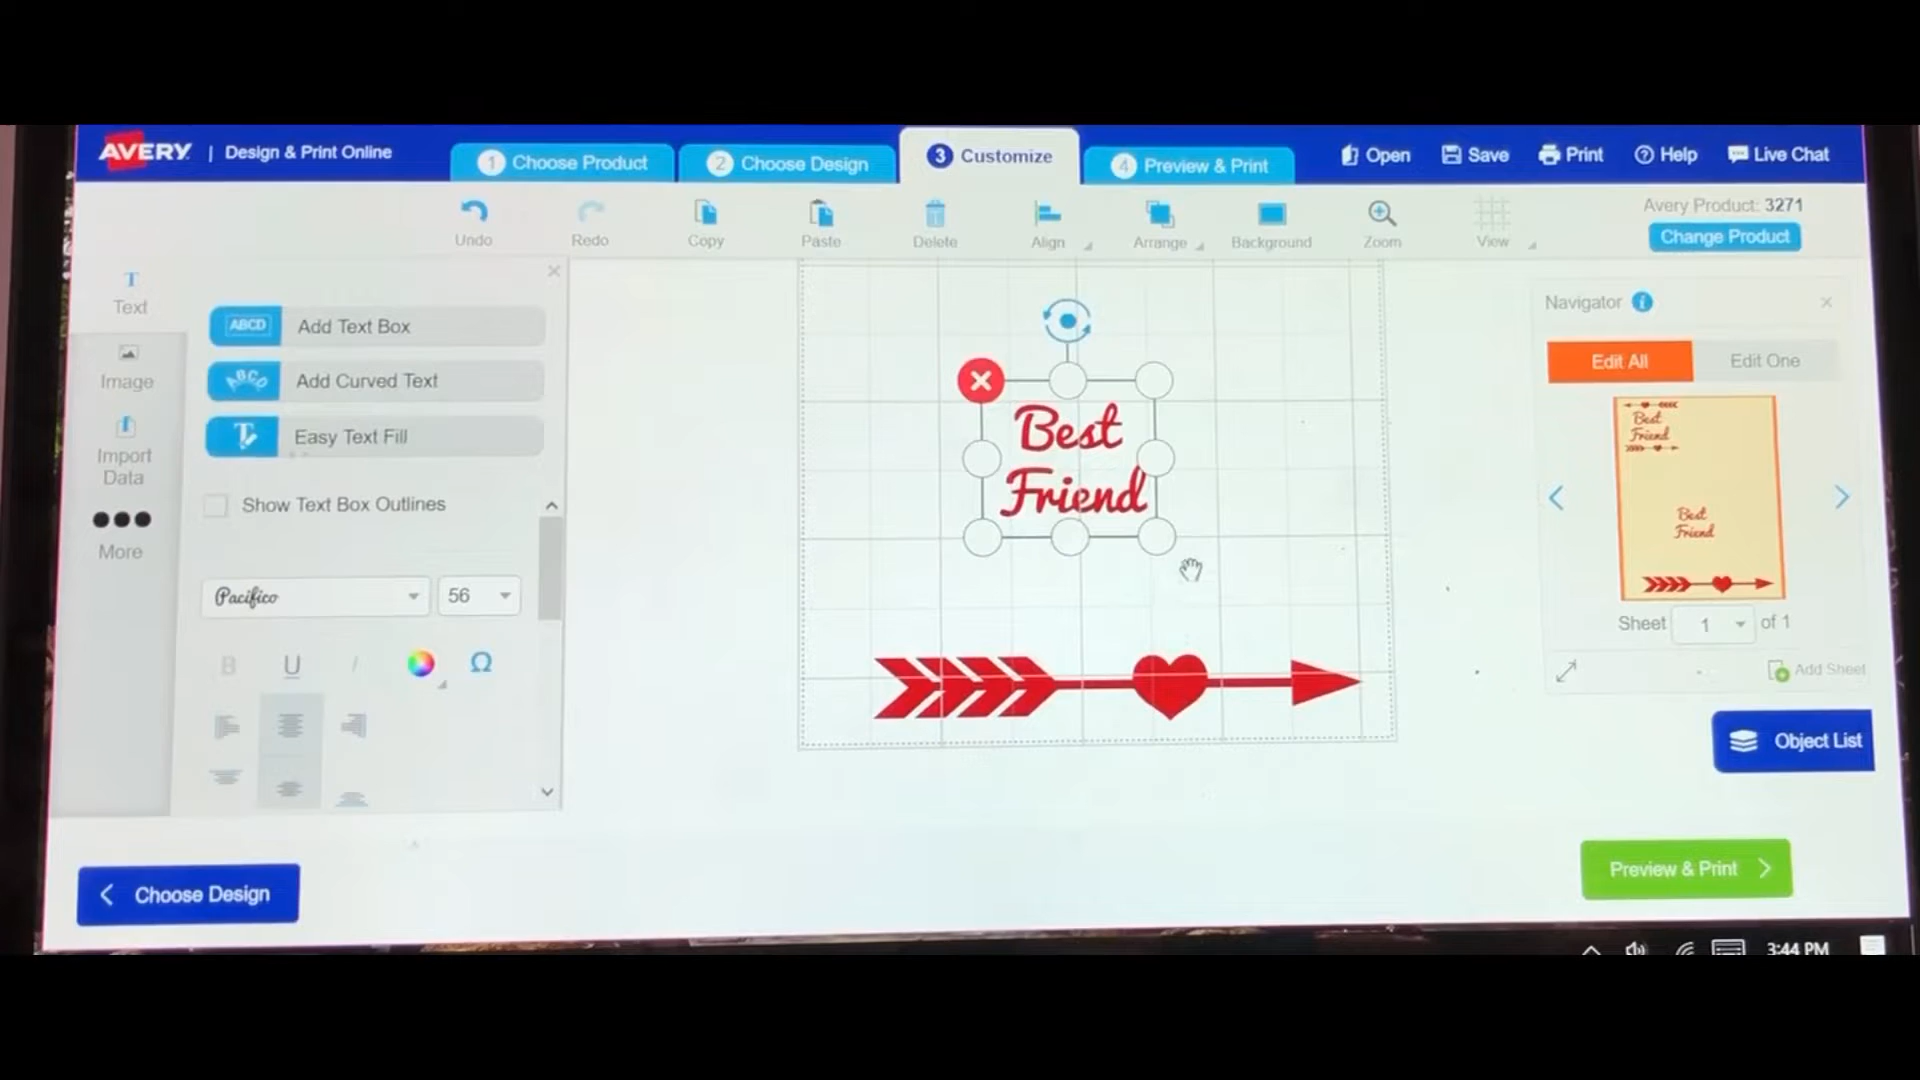 AVERY | Design & Print Online
1 Choose Product
2 Choose Design
3 Customize
4 Preview & Print
Open
Save
Print
Help
Live Chat
Undo
Redo
Copy
Paste
Delete
Align
Arrange
Background
Zoom
View
Avery Product: 3271
Change Product
Text
Image
Import
Data
More
ABCD Add Text Box
ABCD Add Curved Text
T Easy Text Fill
Show Text Box Outlines
Pacifico
56
B U I Ω
Best
Friend
Navigator i
Edit All
Edit One
Best
Friend
Best
Friend
Sheet 1 of 1
Add Sheet
Object List
Choose Design
Preview & Print
3:44 PM